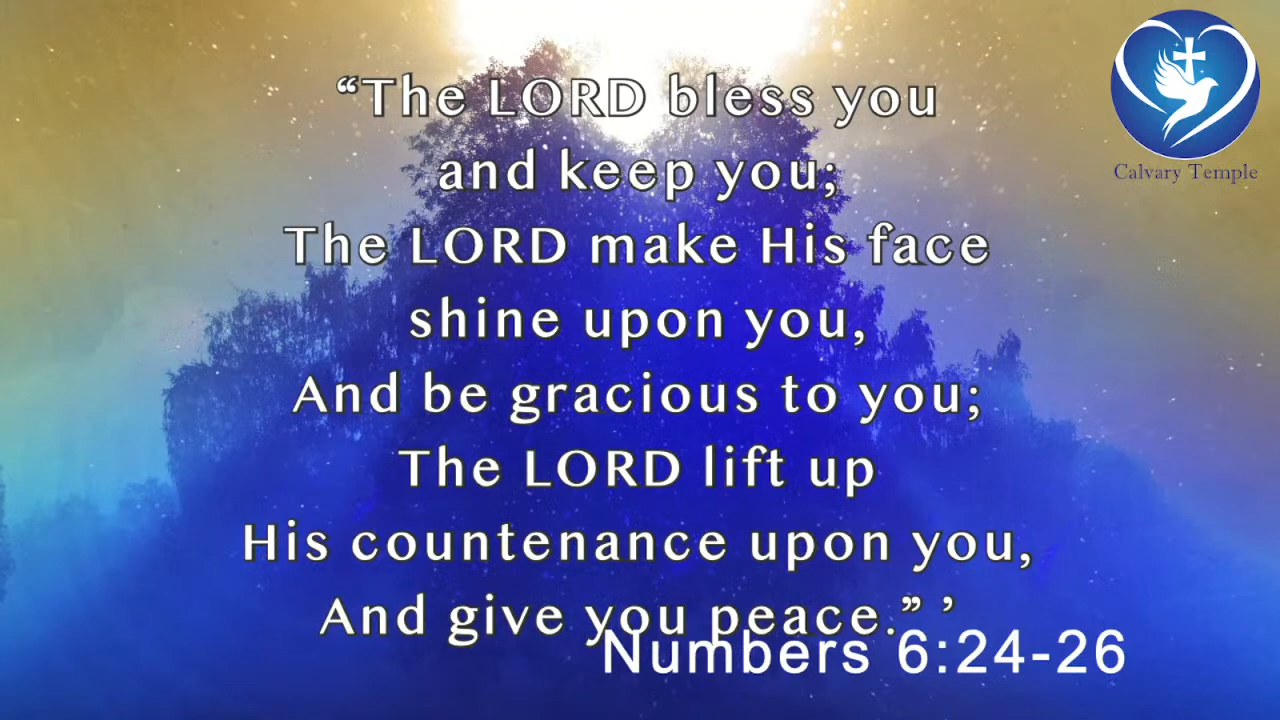 “The LORD bless you
and keep you;
The LORD make His face
shine upon you,
And be gracious to you;
The LORD lift up
His countenance upon you,
And give you peace.” ’
Numbers 6:24-26
Calvary Temple